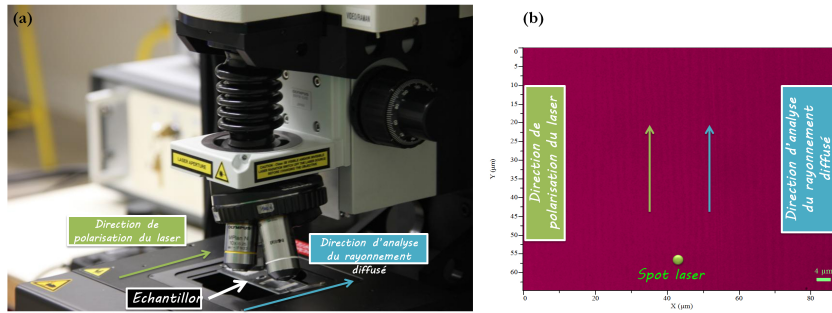 (a)
LASER APERTURE
Direction de
polarisation du laser
Direction d'analyse
du rayonnement
diffusé
Echantillon
(b)
0
5
10
15
20
25
30
35
40
45
50
55
60
Y (µm)
Direction de
polarisation du laser
Direction d'analyse
du rayonnement
diffusé
Spot laser
4 µm
0
20
40
60
80
X (µm)